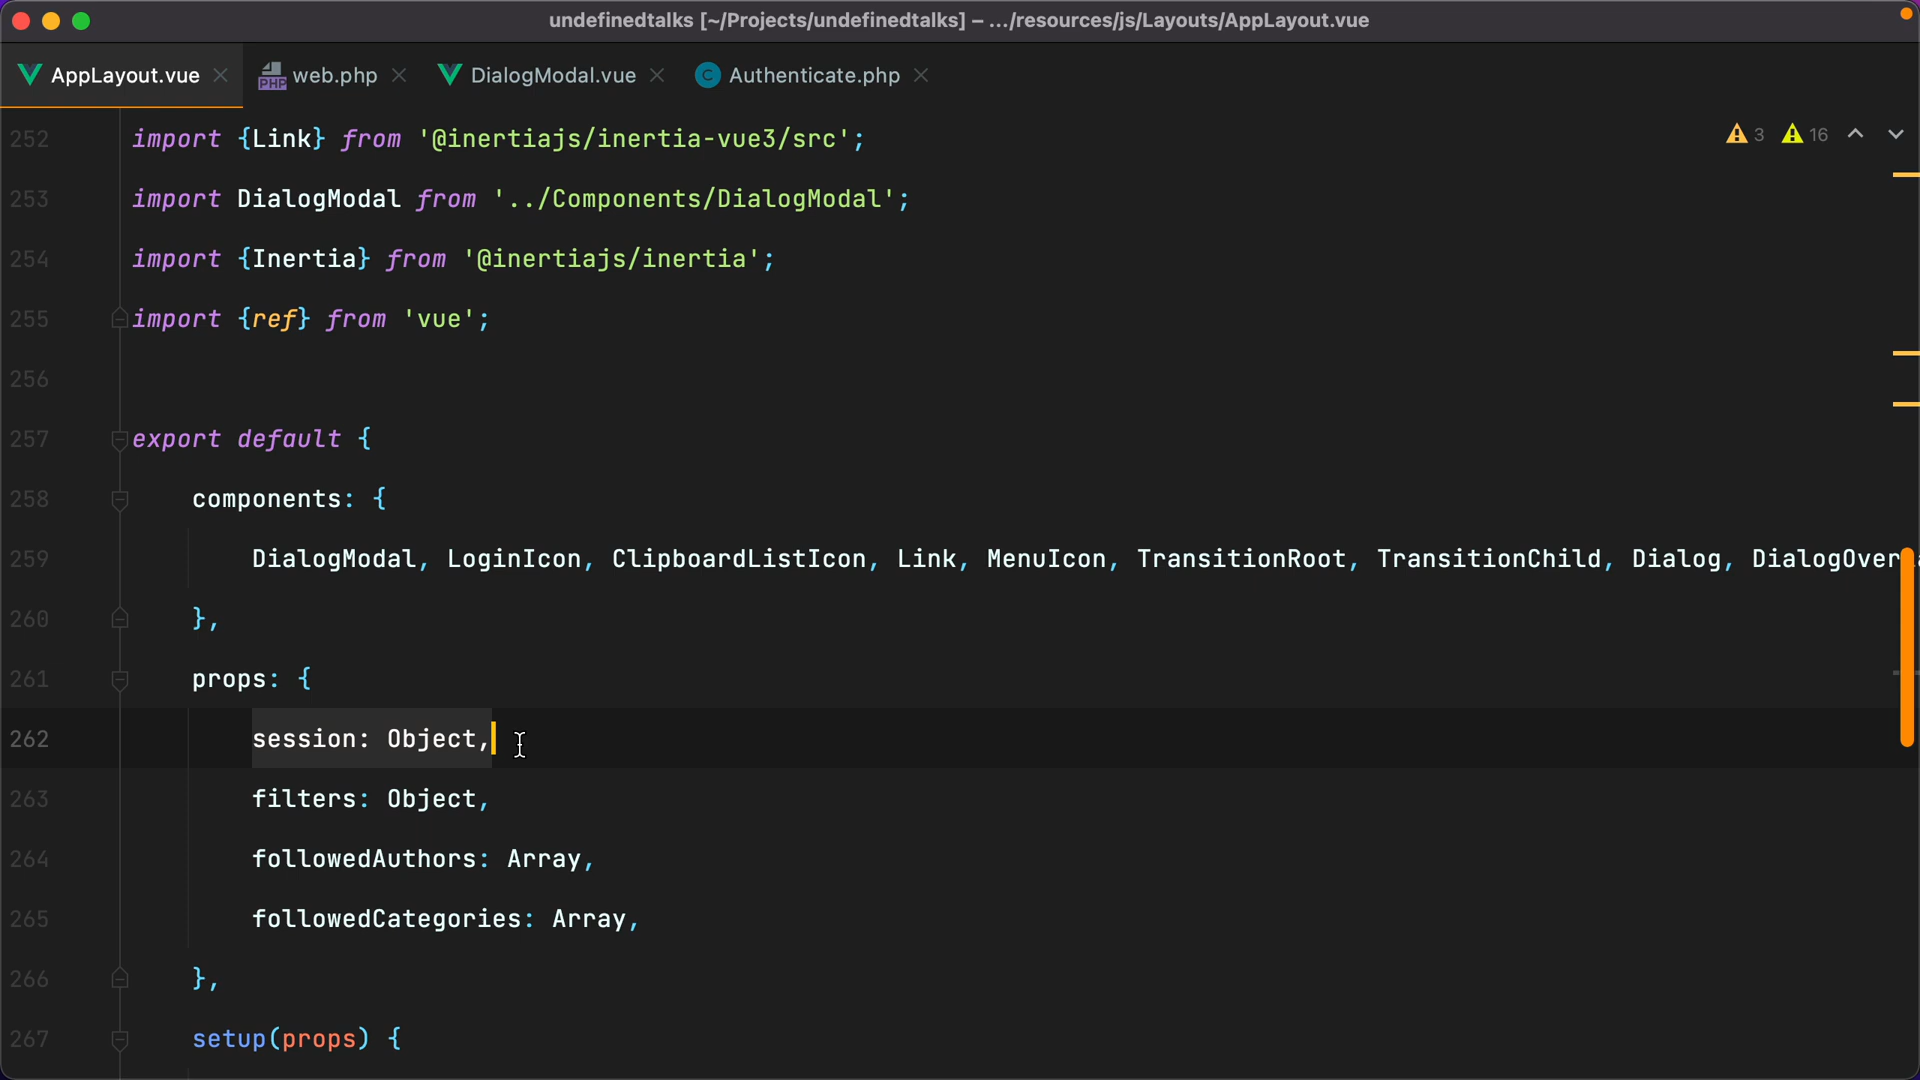 undefinedtalks [~/Projects/undefinedtalks] – .../resources/js/Layouts/AppLayout.vue
AppLayout.vue
PHP web.php
DialogModal.vue
C Authenticate.php
3 16
252 import {Link} from '@inertiajs/inertia-vue3/src';
253 import DialogModal from '../Components/DialogModal';
254 import {Inertia} from '@inertiajs/inertia';
255 import {ref} from 'vue';
256
257 export default {
258 components: {
259 DialogModal, LoginIcon, ClipboardListIcon, Link, MenuIcon, TransitionRoot, TransitionChild, Dialog, DialogOver
260 },
261 props: {
262 session: Object,
263 filters: Object,
264 followedAuthors: Array,
265 followedCategories: Array,
266 },
267 setup(props) {